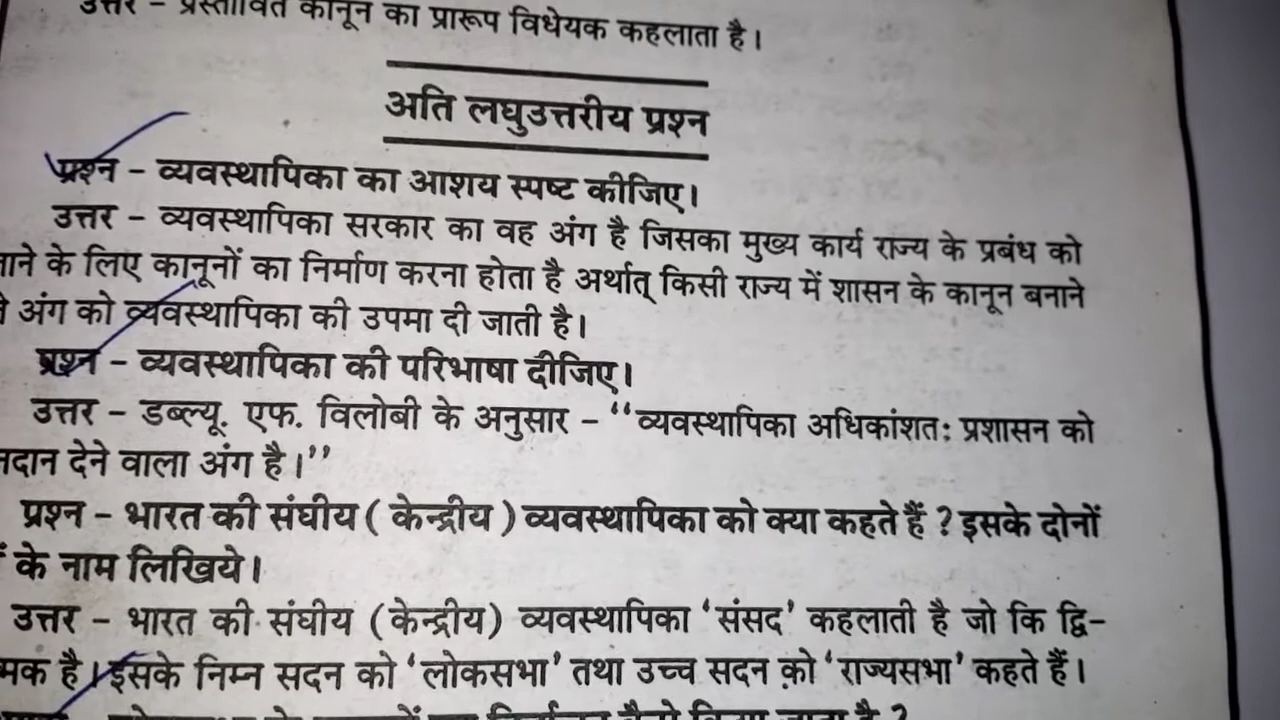 उत्तर – प्रस्तावित कानून का प्रारूप विधेयक कहलाता है।
अति लघुउत्तरीय प्रश्न
प्रश्न – व्यवस्थापिका का आशय स्पष्ट कीजिए।
उत्तर – व्यवस्थापिका सरकार का वह अंग है जिसका मुख्य कार्य राज्य के प्रबंध को
के लिए कानूनों का निर्माण करना होता है अर्थात् किसी राज्य में शासन के कानून बनाने
अंग को व्यवस्थापिका की उपमा दी जाती है।
प्रश्न – व्यवस्थापिका की परिभाषा दीजिए।
उत्तर – डब्ल्यू. एफ. विलोबी के अनुसार – ‘‘व्यवस्थापिका अधिकांशतः प्रशासन को
देने वाला अंग है।’’
प्रश्न – भारत की संघीय ( केन्द्रीय ) व्यवस्थापिका को क्या कहते हैं ? इसके दोनों
के नाम लिखिये।
उत्तर – भारत की संघीय (केन्द्रीय) व्यवस्थापिका ‘संसद’ कहलाती है जो कि द्वि–
है। इसके निम्न सदन को ‘लोकसभा’ तथा उच्च सदन को ‘राज्यसभा’ कहते हैं।